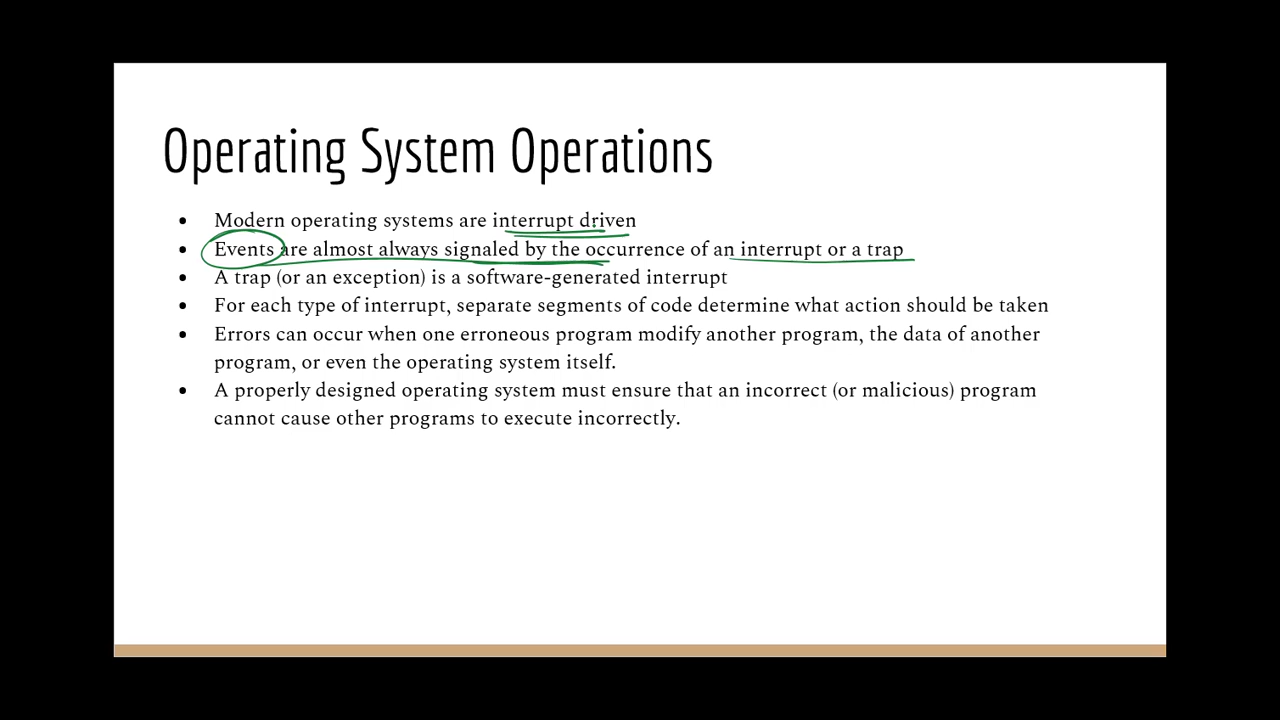 Operating System Operations
• Modern operating systems are interrupt driven
• Events are almost always signaled by the occurrence of an interrupt or a trap
• A trap (or an exception) is a software-generated interrupt
• For each type of interrupt, separate segments of code determine what action should be taken
• Errors can occur when one erroneous program modify another program, the data of another
program, or even the operating system itself.
• A properly designed operating system must ensure that an incorrect (or malicious) program
cannot cause other programs to execute incorrectly.